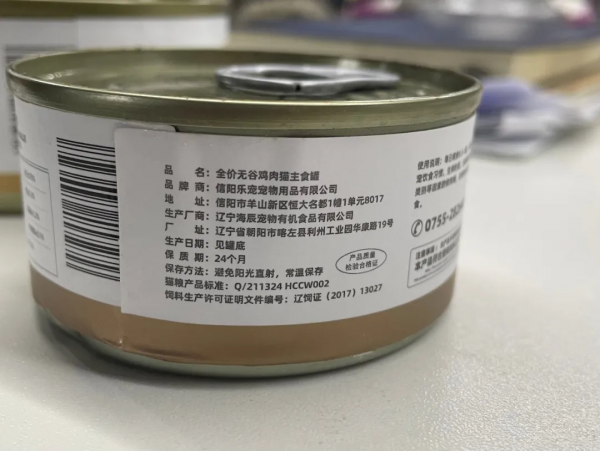 品　　名：全价无谷鸡肉猫主食罐
品 牌 商：信阳乐宠宠物用品有限公司
地　　址：信阳市羊山新区恒大名都1幢1单元8017
生产厂商：辽宁海辰宠物有机食品有限公司
厂　　址：辽宁省朝阳市喀左县利州工业园华康路19号
生产日期：见罐底
保 质 期：24个月
保存方法：避免阳光直射，常温保存
猫粮产品标准：Q/211324 HCCW002
饲料生产许可证明文件编号：辽饲证（2017）13027
产品质量
检验合格证
使用说明：
食。
0755-